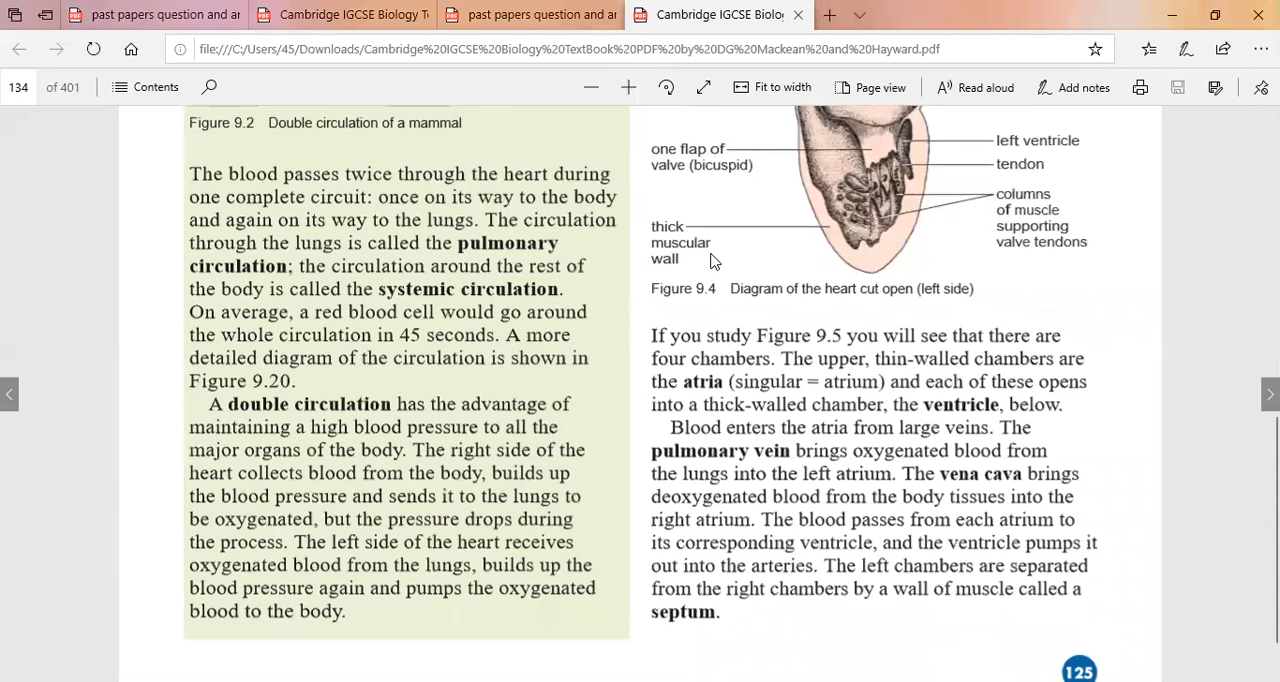 past papers question and ar
Cambridge IGCSE Biology Te
past papers question and ar
Cambridge IGCSE Biolog
file:///C:/Users/45/Downloads/Cambridge%20IGCSE%20Biology%20TextBook%20PDF%20by%20DG%20Mackean%20and%20Hayward.pdf
134 of 401 Contents Fit to width Page view Read aloud Add notes
Figure 9.2 Double circulation of a mammal
The blood passes twice through the heart during
one complete circuit: once on its way to the body
and again on its way to the lungs. The circulation
through the lungs is called the pulmonary
circulation; the circulation around the rest of
the body is called the systemic circulation.
On average, a red blood cell would go around
the whole circulation in 45 seconds. A more
detailed diagram of the circulation is shown in
Figure 9.20.
A double circulation has the advantage of
maintaining a high blood pressure to all the
major organs of the body. The right side of the
heart collects blood from the body, builds up
the blood pressure and sends it to the lungs to
be oxygenated, but the pressure drops during
the process. The left side of the heart receives
oxygenated blood from the lungs, builds up the
blood pressure again and pumps the oxygenated
blood to the body.
one flap of
valve (bicuspid)
thick
muscular
wall
left ventricle
tendon
columns
of muscle
supporting
valve tendons
Figure 9.4 Diagram of the heart cut open (left side)
If you study Figure 9.5 you will see that there are
four chambers. The upper, thin-walled chambers are
the atria (singular = atrium) and each of these opens
into a thick-walled chamber, the ventricle, below.
Blood enters the atria from large veins. The
pulmonary vein brings oxygenated blood from
the lungs into the left atrium. The vena cava brings
deoxygenated blood from the body tissues into the
right atrium. The blood passes from each atrium to
its corresponding ventricle, and the ventricle pumps it
out into the arteries. The left chambers are separated
from the right chambers by a wall of muscle called a
septum.
125